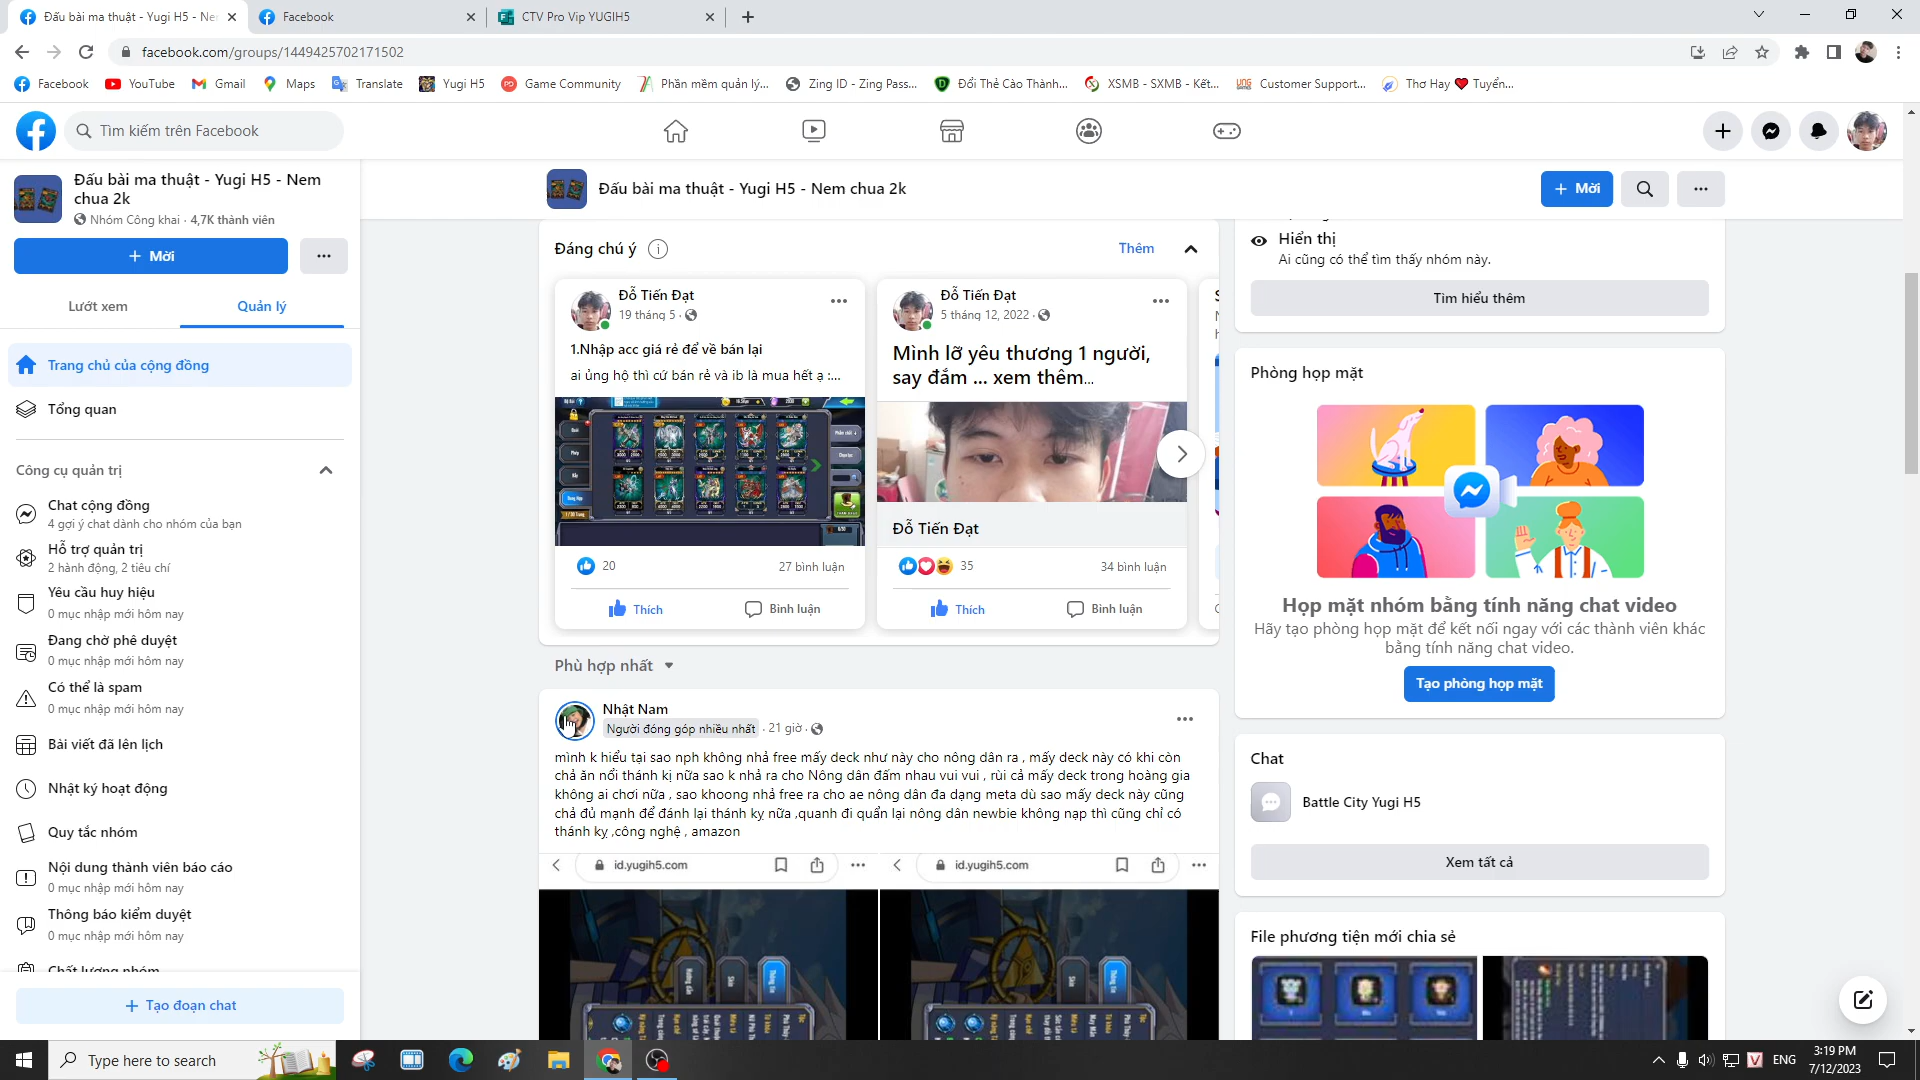 Đấu bài ma thuật - Yugi H5 - Ner
Facebook
CTV Pro Vip YUGIH5
facebook.com/groups/1449425702171502
Facebook
YouTube
Gmail
Maps
Translate
Yugi H5
Game Community
Phần mềm quản lý...
Zing ID - Zing Pass...
Đổi Thẻ Cào Thành...
XSMB - SXMB - Kết...
Customer Support...
Thơ Hay ❤ Tuyển...
Tìm kiếm trên Facebook
Đấu bài ma thuật - Yugi H5 - Nem
chua 2k
Nhóm Công khai · 4,7K thành viên
+ Mời
Lướt xem
Quản lý
Trang chủ của cộng đồng
Tổng quan
Công cụ quản trị
Chat cộng đồng
4 gợi ý chat dành cho nhóm của bạn
Hỗ trợ quản trị
2 hành động, 2 tiêu chí
Yêu cầu huy hiệu
0 mục nhập mới hôm nay
Đang chờ phê duyệt
0 mục nhập mới hôm nay
Có thể là spam
0 mục nhập mới hôm nay
Bài viết đã lên lịch
Nhật ký hoạt động
Quy tắc nhóm
Nội dung thành viên báo cáo
0 mục nhập mới hôm nay
Thông báo kiểm duyệt
0 mục nhập mới hôm nay
Chất lượng nhóm
+ Tạo đoạn chat
Đấu bài ma thuật - Yugi H5 - Nem chua 2k
+ Mời
Đáng chú ý
Thêm
Đỗ Tiến Đạt
19 tháng 5 ·
1.Nhập acc giá rẻ để về bán lại
ai ủng hộ thì cứ bán rẻ và ib là mua hết ạ :...
20
27 bình luận
Thích
Bình luận
Đỗ Tiến Đạt
5 tháng 12, 2022 ·
Mình lỡ yêu thương 1 người,
say đắm ... xem thêm...
Đỗ Tiến Đạt
35
34 bình luận
Thích
Bình luận
Phù hợp nhất
Nhật Nam
Người đóng góp nhiều nhất · 21 giờ ·
mình k hiểu tại sao nph không nhả free mấy deck như này cho nông dân ra , mấy deck này có khi còn
chả ăn nổi thánh kị nữa sao k nhả ra cho Nông dân đấm nhau vui vui , rùi cả mấy deck trong hoàng gia
không ai chơi nữa , sao khoong nhả free ra cho ae nông dân đa dạng meta dù sao mấy deck này cũng
chả đủ mạnh để đánh lại thánh kỵ nữa ,quanh đi quẩn lại nông dân newbie không nạp thì cũng chỉ có
thánh kỵ ,công nghệ , amazon
id.yugih5.com
id.yugih5.com
Hiển thị
Ai cũng có thể tìm thấy nhóm này.
Tìm hiểu thêm
Phòng họp mặt
Họp mặt nhóm bằng tính năng chat video
Hãy tạo phòng họp mặt để kết nối ngay với các thành viên khác
bằng tính năng chat video.
Tạo phòng họp mặt
Chat
Battle City Yugi H5
Xem tất cả
File phương tiện mới chia sẻ
Type here to search
ENG
3:19 PM
7/12/2023